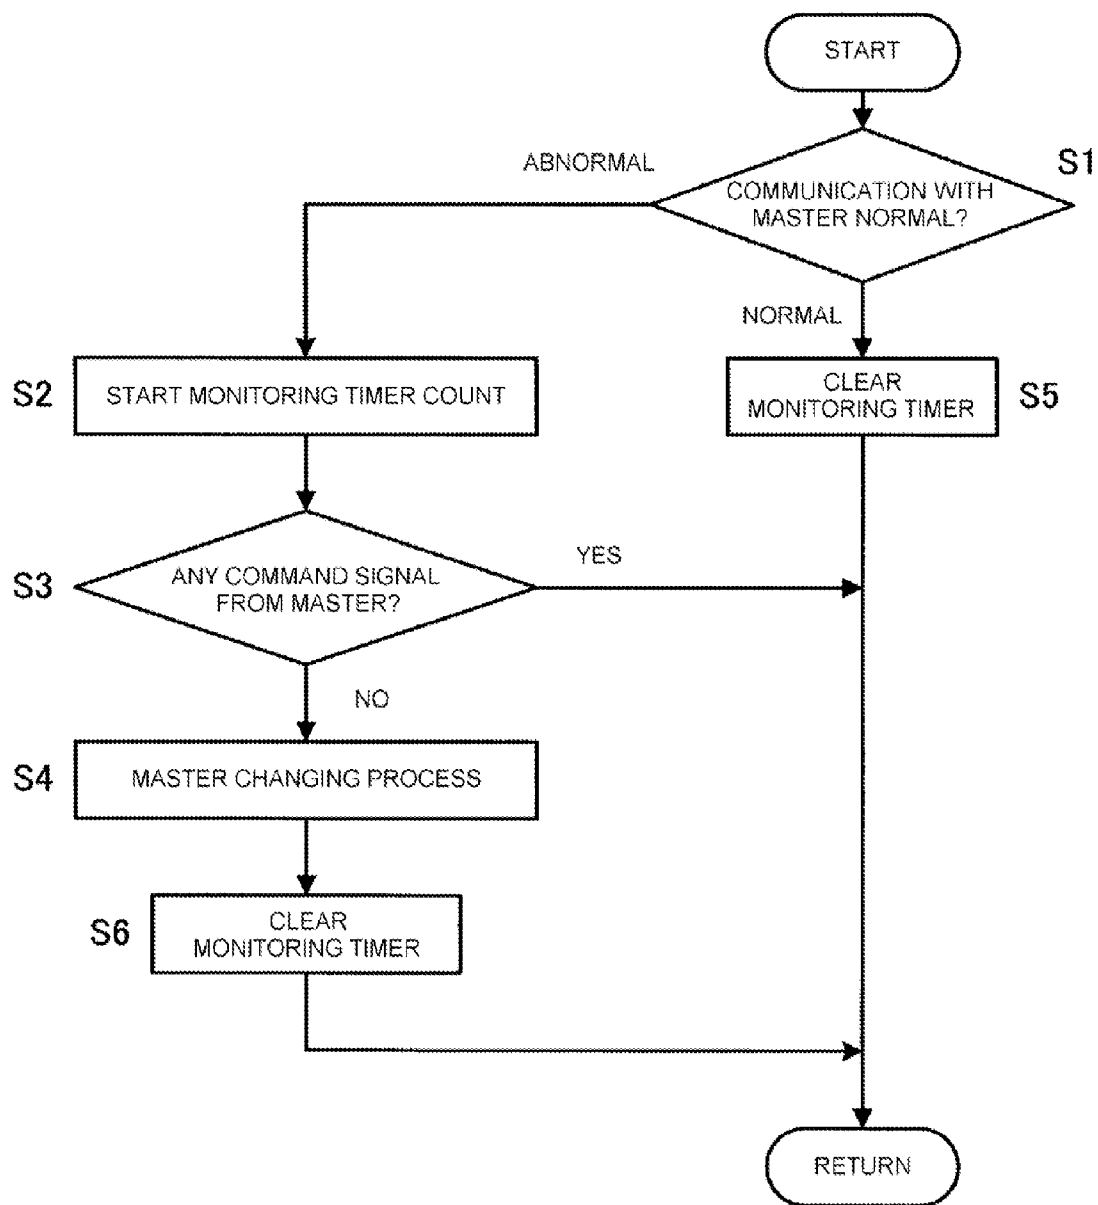 START
S1
COMMUNICATION WITH
MASTER NORMAL?
ABNORMAL
NORMAL
S2
START MONITORING TIMER COUNT
CLEAR
MONITORING TIMER
S5
S3
ANY COMMAND SIGNAL
FROM MASTER?
YES
NO
S4
MASTER CHANGING PROCESS
S6
CLEAR
MONITORING TIMER
RETURN